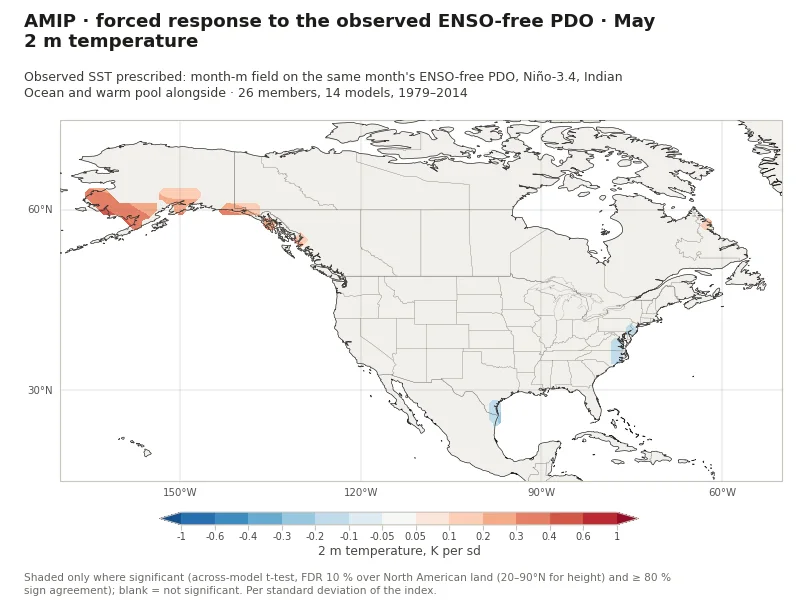 AMIP · forced response to the observed ENSO-free PDO · May
2 m temperature
Observed SST prescribed: month-m field on the same month's ENSO-free PDO, Niño-3.4, Indian
Ocean and warm pool alongside · 26 members, 14 models, 1979–2014
60°N
30°N
150°W 120°W 90°W 60°W
-1 -0.6 -0.4 -0.3 -0.2 -0.1 -0.05 0.05 0.1 0.2 0.3 0.4 0.6 1
2 m temperature, K per sd
Shaded only where significant (across-model t-test, FDR 10 % over North American land (20–90°N for height) and ≥ 80 %
sign agreement); blank = not significant. Per standard deviation of the index.